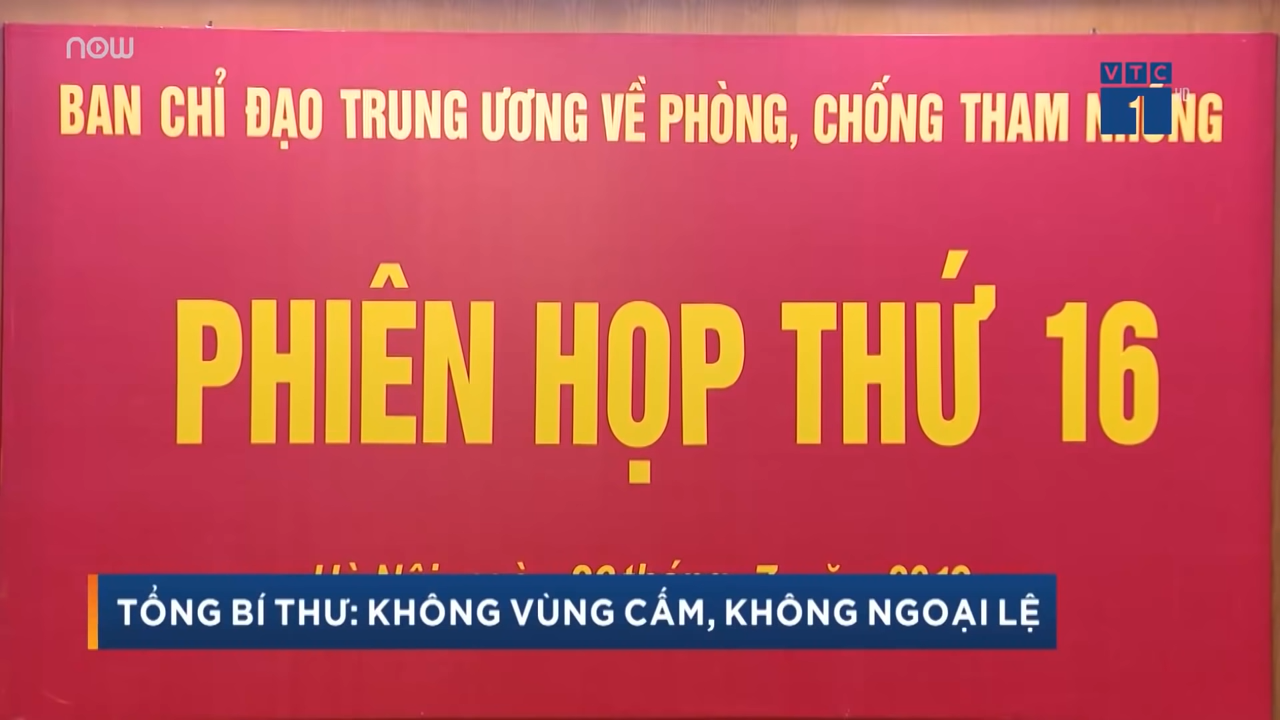 now
VTC
1
HD
BAN CHỈ ĐẠO TRUNG ƯƠNG VỀ PHÒNG, CHỐNG THAM
PHIÊN HỌP THỨ 16
TỔNG BÍ THƯ: KHÔNG VÙNG CẤM, KHÔNG NGOẠI LỆ